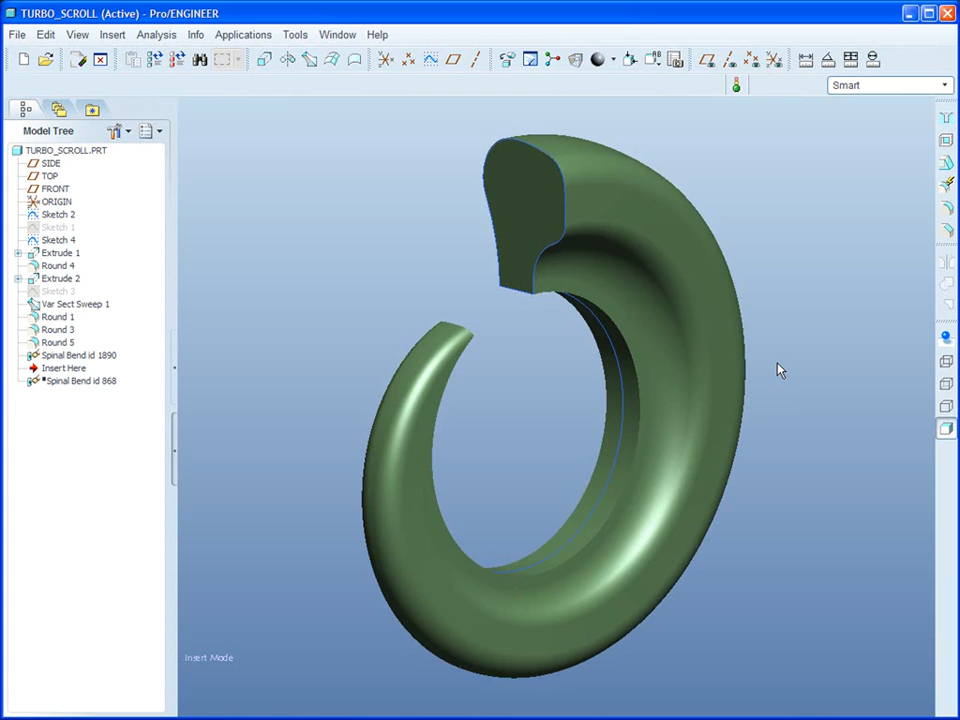 TURBO_SCROLL (Active) - Pro/ENGINEER
File Edit View Insert Analysis Info Applications Tools Window Help
Smart
Model Tree
TURBO_SCROLL.PRT
SIDE
TOP
FRONT
ORIGIN
Sketch 2
Sketch 1
Sketch 4
Extrude 1
Round 4
Extrude 2
Sketch 3
Var Sect Sweep 1
Round 1
Round 3
Round 5
Spinal Bend id 1890
Insert Here
Spinal Bend id 868
Insert Mode